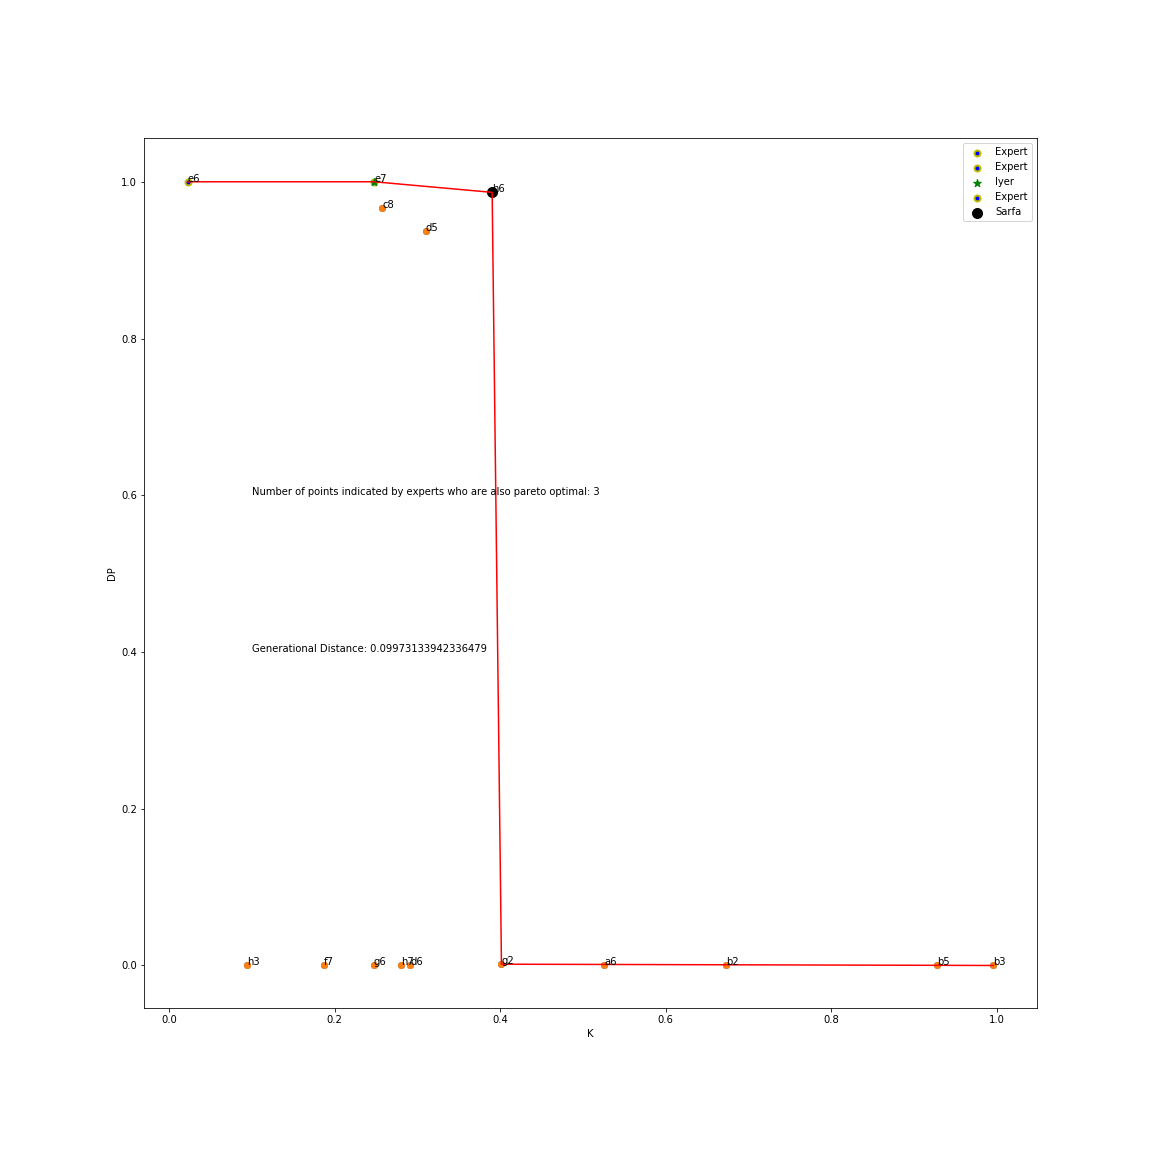 Expert
Expert
Iyer
Expert
Sarfa
1.0
e6
e7
c8
d5
0.8
0.6
Number of points indicated by experts who are also pareto optimal: 3
DP
0.4
Generational Distance: 0.09973133942336479
0.2
0.0
h3
f7
g6
h7
d6
g2
a6
b2
b5
b3
0.0 0.2 0.4 0.6 0.8 1.0
K